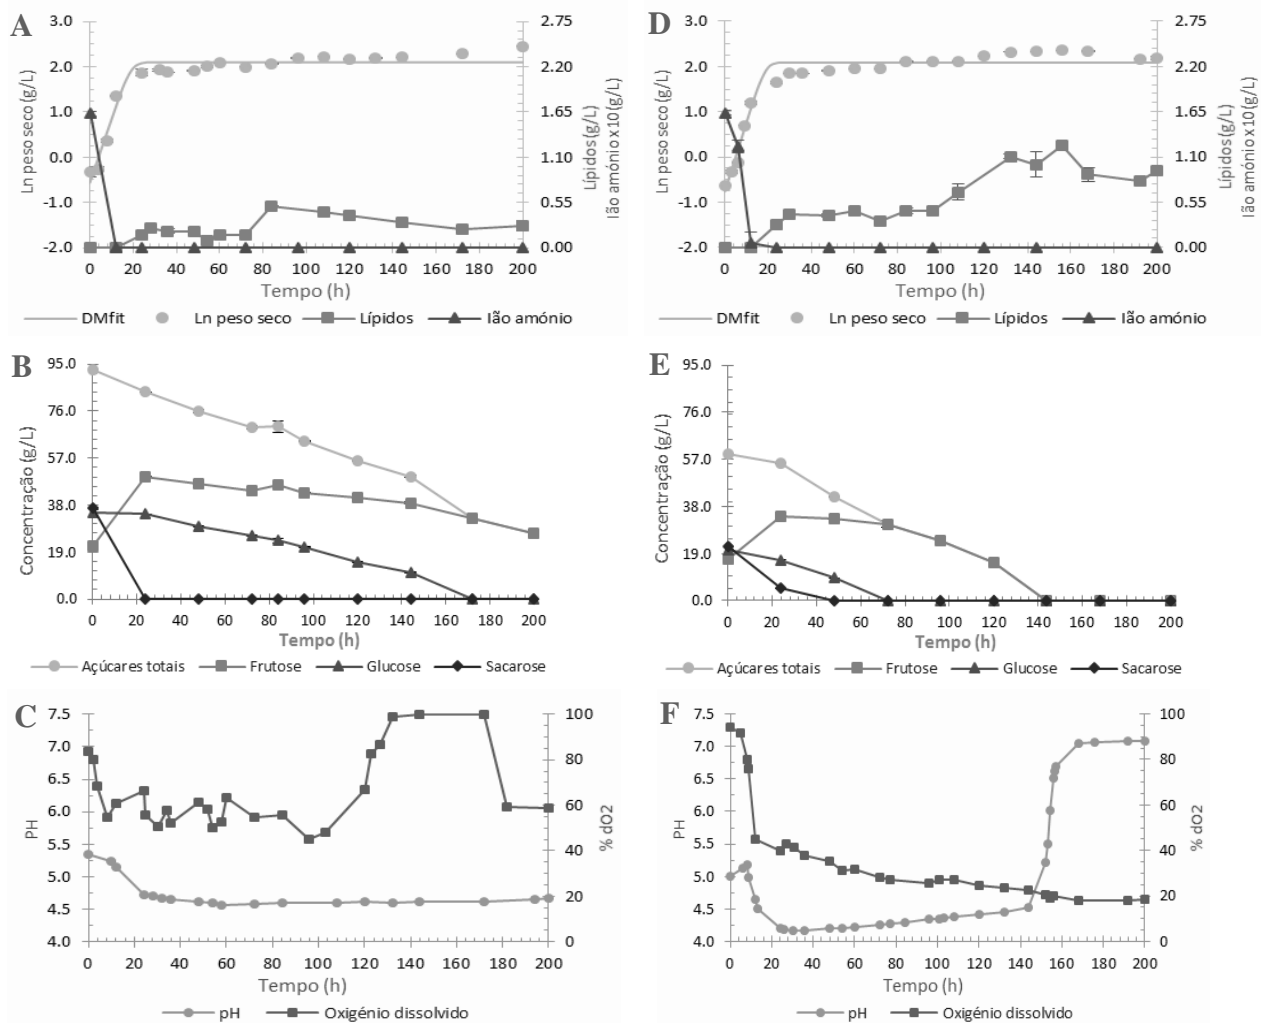 A
3.0
2.0
1.0
0.0
-1.0
-2.0
Ln peso seco (g/L)
2.75
2.20
1.65
1.10
0.55
0.00
Lípidos (g/L)
Ião amónio x10 (g/L)
0 20 40 60 80 100 120 140 160 180 200
Tempo (h)
DMfit Ln peso seco Lípidos Ião amónio
D
3.0
2.0
1.0
0.0
-1.0
-2.0
Ln peso seco (g/L)
2.75
2.20
1.65
1.10
0.55
0.00
Lípidos (g/L)
Ião amónio x10 (g/L)
0 20 40 60 80 100 120 140 160 180 200
Tempo (h)
DMfit Ln peso seco Lípidos Ião amónio
B
95.0
76.0
57.0
38.0
19.0
0.0
Concentração (g/L)
0 20 40 60 80 100 120 140 160 180 200
Tempo (h)
Açúcares totais Frutose Glucose Sacarose
E
95.0
76.0
57.0
38.0
19.0
0.0
Concentração (g/L)
0 20 40 60 80 100 120 140 160 180 200
Tempo (h)
Açúcares totais Frutose Glucose Sacarose
C
7.5
7.0
6.5
6.0
5.5
5.0
4.5
4.0
PH
100
80
60
40
20
0
% dO2
0 20 40 60 80 100 120 140 160 180 200
Tempo (h)
pH Oxigénio dissolvido
F
7.5
7.0
6.5
6.0
5.5
5.0
4.5
4.0
PH
100
80
60
40
20
0
% dO2
0 20 40 60 80 100 120 140 160 180 200
Tempo (h)
pH Oxigénio dissolvido